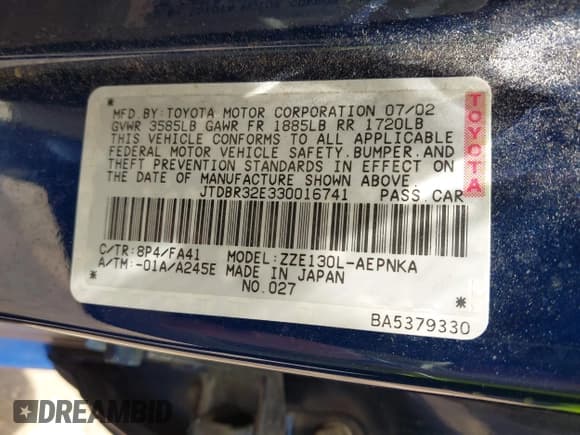 MFD.BY:TOYOTA MOTOR CORPORATION 07/02
GVWR 3585LB GAWR FR 1885LB RR 1720LB
THIS VEHICLE CONFORMS TO ALL APPLICABLE
FEDERAL MOTOR VEHICLE SAFETY,BUMPER,AND
THEFT PREVENTION STANDARDS IN EFFECT ON
THE DATE OF MANUFACTURE SHOWN ABOVE.
JTDBR32E330016741 PASS.CAR
C/TR:8P4/FA41 MODEL:ZZE130L-AEPNKA
A/TM:-01A/A245E MADE IN JAPAN
NO.027
BA5379330
TOYOTA
DREAMBID